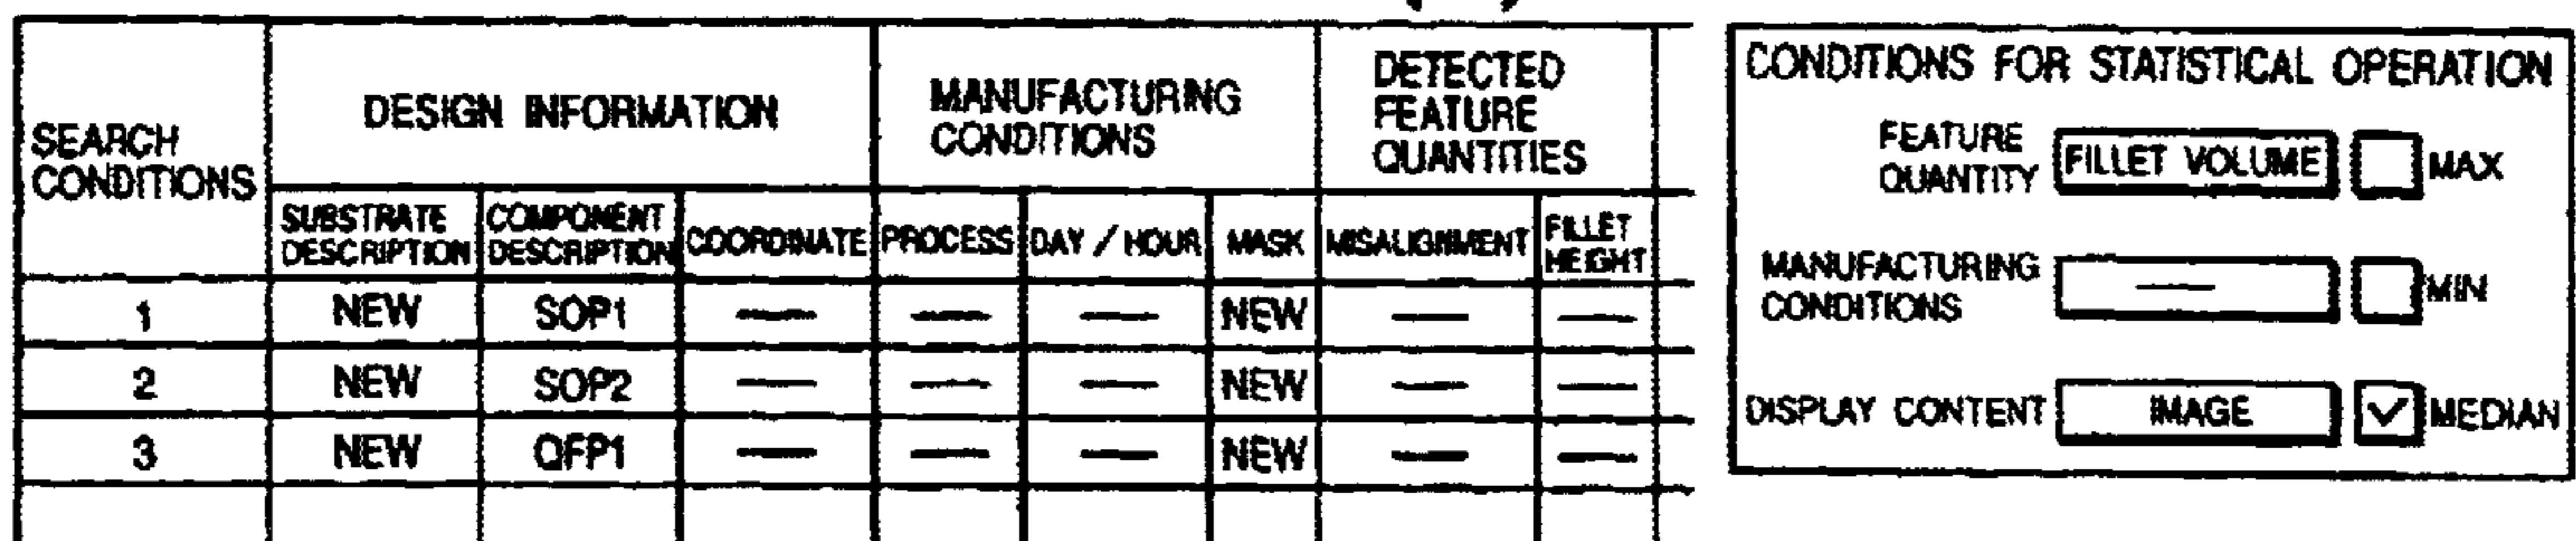 SEARCH CONDITIONS
DESIGN INFORMATION
MANUFACTURING CONDITIONS
DETECTED FEATURE QUANTITIES
SUBSTRATE DESCRIPTION
COMPONENT DESCRIPTION
COORDINATE
PROCESS
DAY / HOUR
MASK
MISALIGNMENT
FILLET HEIGHT
1 NEW SOP1 — — — NEW — —
2 NEW SOP2 — — — NEW — —
3 NEW QFP1 — — — NEW — —
CONDITIONS FOR STATISTICAL OPERATION
FEATURE QUANTITY FILLET VOLUME MAX
MANUFACTURING CONDITIONS — MIN
DISPLAY CONTENT IMAGE MEDIAN